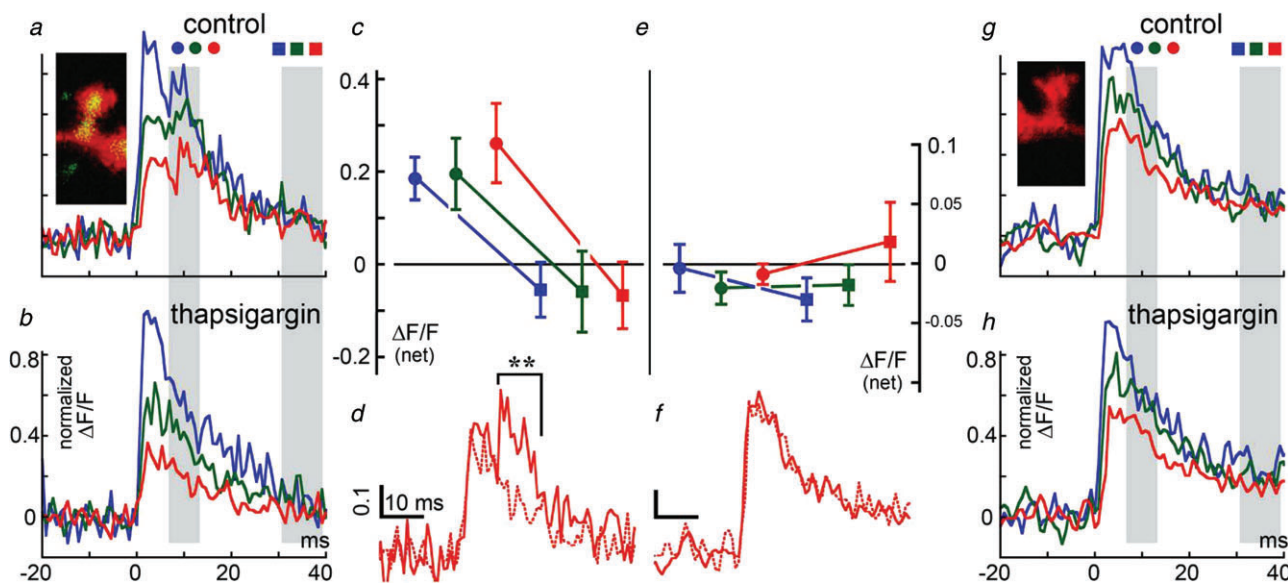 a
control
b
thapsigargin
0.8
0.4
0
normalized
ΔF/F
ms
-20
0
20
40
c
0.4
0.2
0
-0.2
ΔF/F
(net)
d
**
0.1
10 ms
e
0.1
0.05
0
-0.05
ΔF/F
(net)
f
g
control
h
thapsigargin
0.8
0.4
0
normalized
ΔF/F
ms
-20
0
20
40